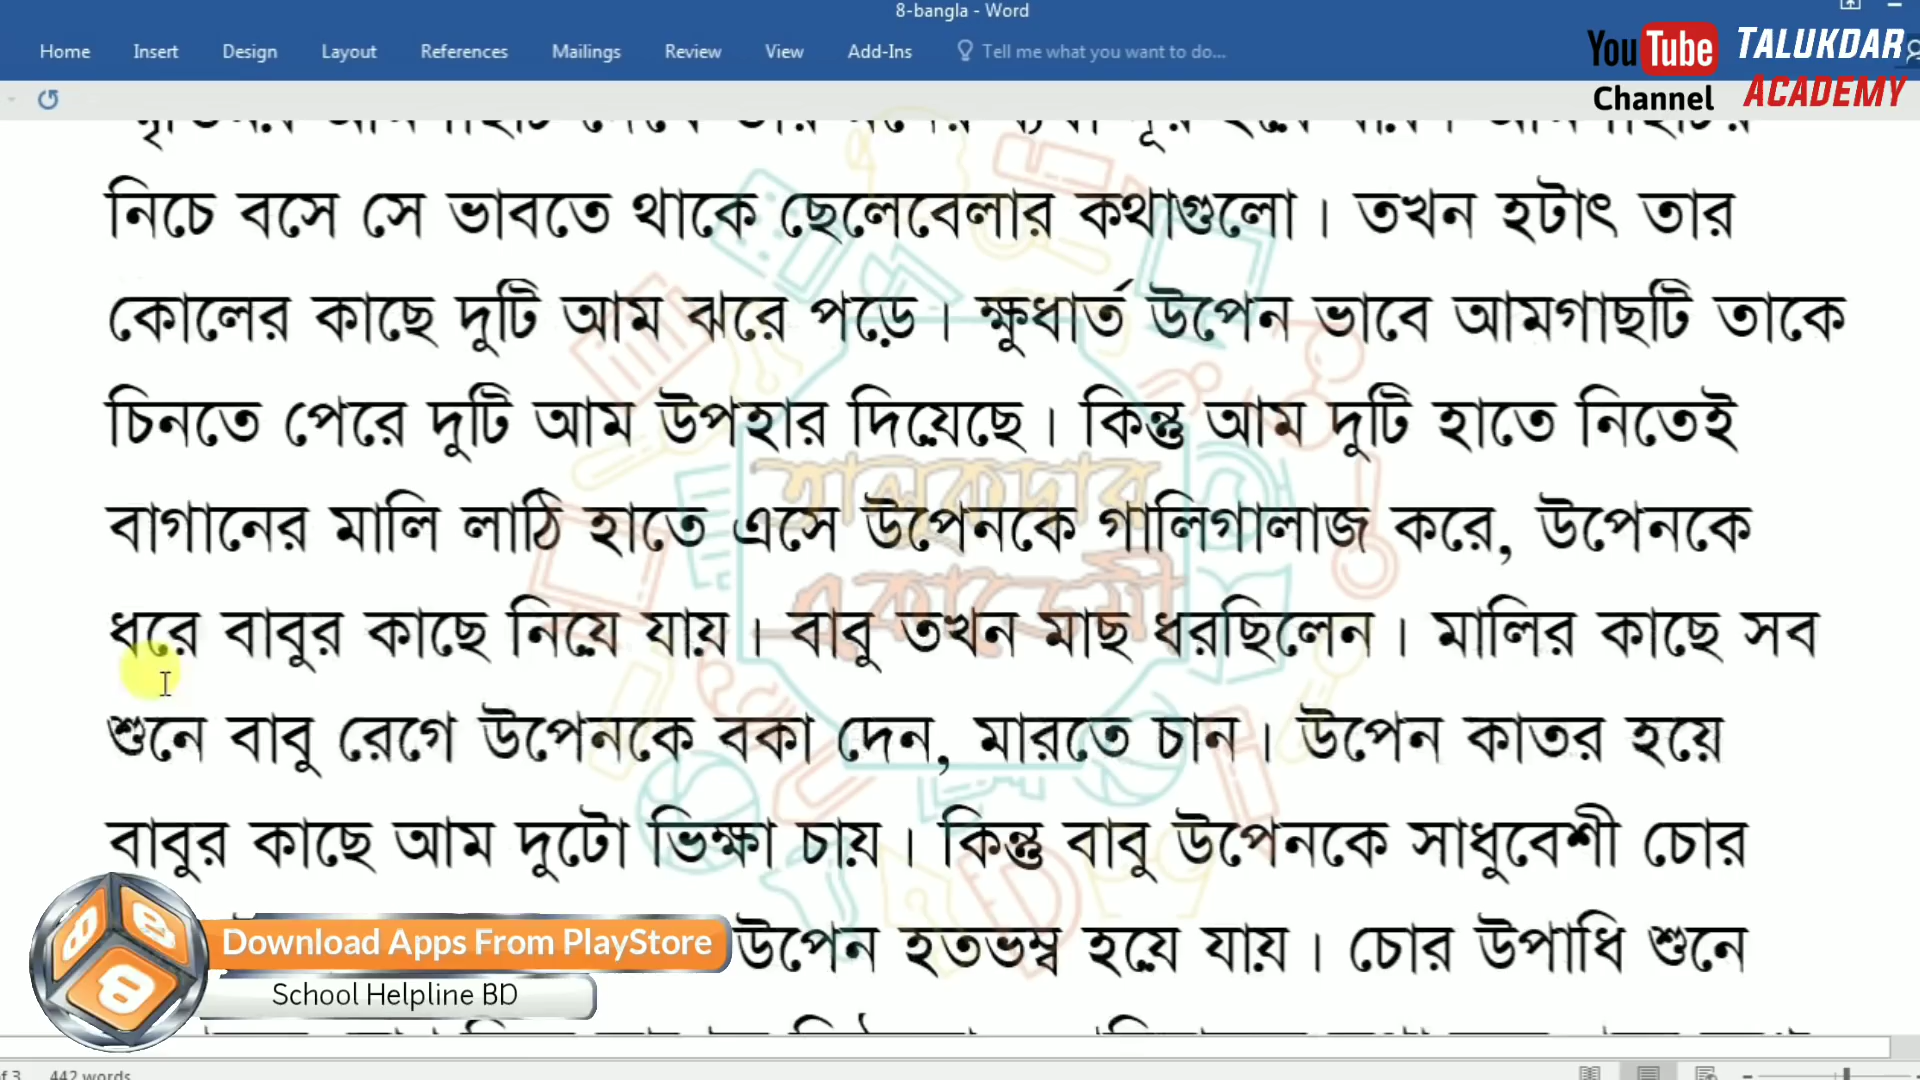 8-bangla - Word
Home Insert Design Layout References Mailings Review View Add-Ins Tell me what you want to do...
YouTube Channel
TALUKDAR ACADEMY
নিচে বসে সে ভাবতে থাকে ছেলেবেলার কথাগুলো। তখন হটাৎ তার
কোলের কাছে দুটি আম ঝরে পড়ে। ক্ষুধার্ত উপেন ভাবে আমগাছটি তাকে
চিনতে পেরে দুটি আম উপহার দিয়েছে। কিন্তু আম দুটি হাতে নিতেই
বাগানের মালি লাঠি হাতে এসে উপেনকে গালিগালাজ করে, উপেনকে
ধরে বাবুর কাছে নিয়ে যায়। বাবু তখন মাছ ধরছিলেন। মালির কাছে সব
শুনে বাবু রেগে উপেনকে বকা দেন, মারতে চান। উপেন কাতর হয়ে
বাবুর কাছে আম দুটো ভিক্ষা চায়। কিন্তু বাবু উপেনকে সাধুবেশী চোর
উপেন হতভম্ব হয়ে যায়। চোর উপাধি শুনে
তালুকদার
একাডেমী
Download Apps From PlayStore
School Helpline BD
442 words